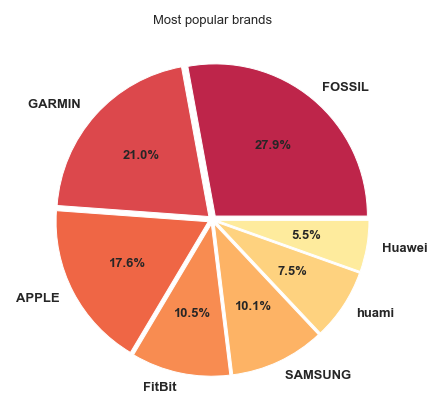 Most popular brands
FOSSIL
GARMIN
27.9%
21.0%
5.5%
Huawei
17.6%
7.5%
APPLE
10.5%
10.1%
huami
SAMSUNG
FitBit